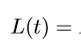 L(t) =